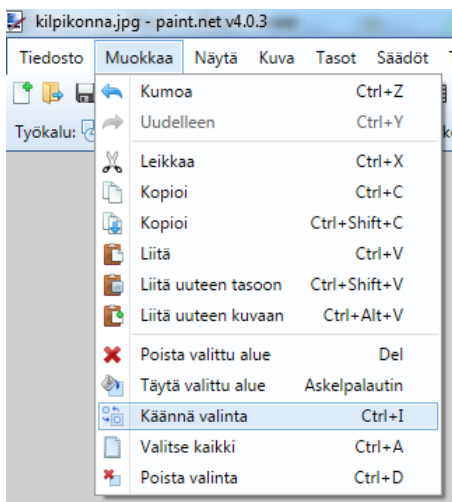 kilpikonna.jpg - paint.net v4.0.3
Tiedosto Muokkaa Näytä Kuva Tasot Säädöt
Työkalu:
Kumoa Ctrl+Z
Uudelleen Ctrl+Y
Leikkaa Ctrl+X
Kopioi Ctrl+C
Kopioi Ctrl+Shift+C
Liitä Ctrl+V
Liitä uuteen tasoon Ctrl+Shift+V
Liitä uuteen kuvaan Ctrl+Alt+V
Poista valittu alue Del
Täytä valittu alue Askelpalautin
Käännä valinta Ctrl+I
Valitse kaikki Ctrl+A
Poista valinta Ctrl+D